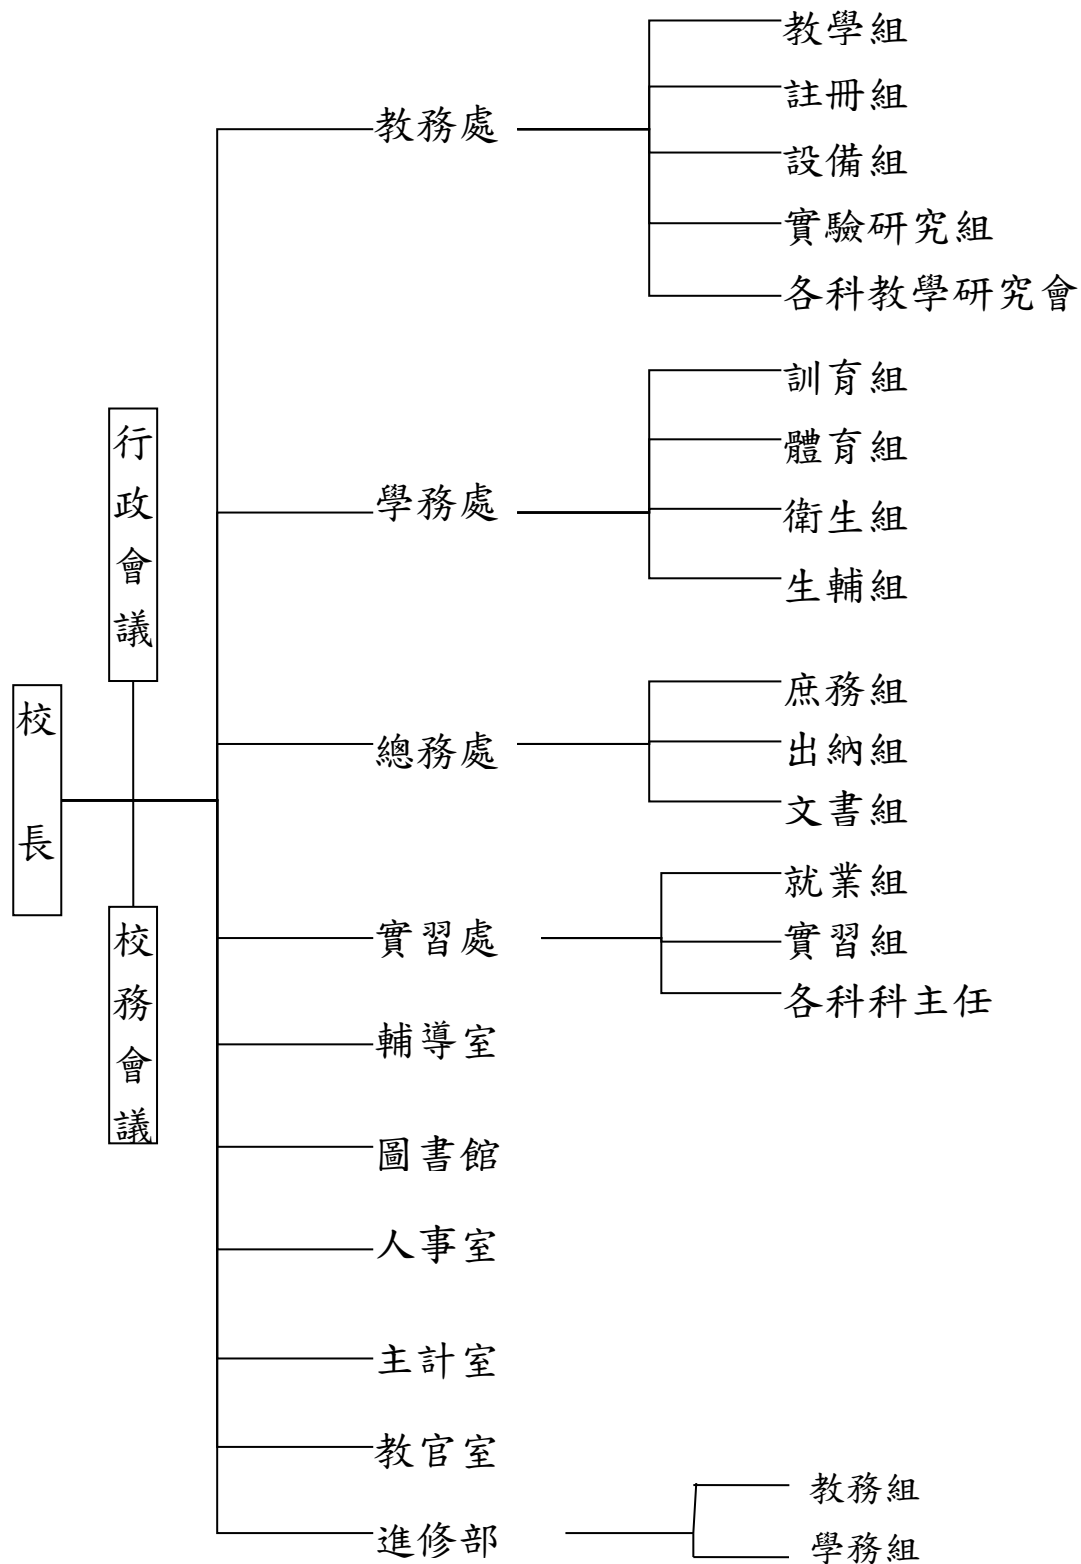 校長
行政會議
校務會議
教務處
教學組
註冊組
設備組
實驗研究組
各科教學研究會
學務處
訓育組
體育組
衛生組
生輔組
總務處
庶務組
出納組
文書組
實習處
就業組
實習組
各科科主任
輔導室
圖書館
人事室
主計室
教官室
進修部
教務組
學務組